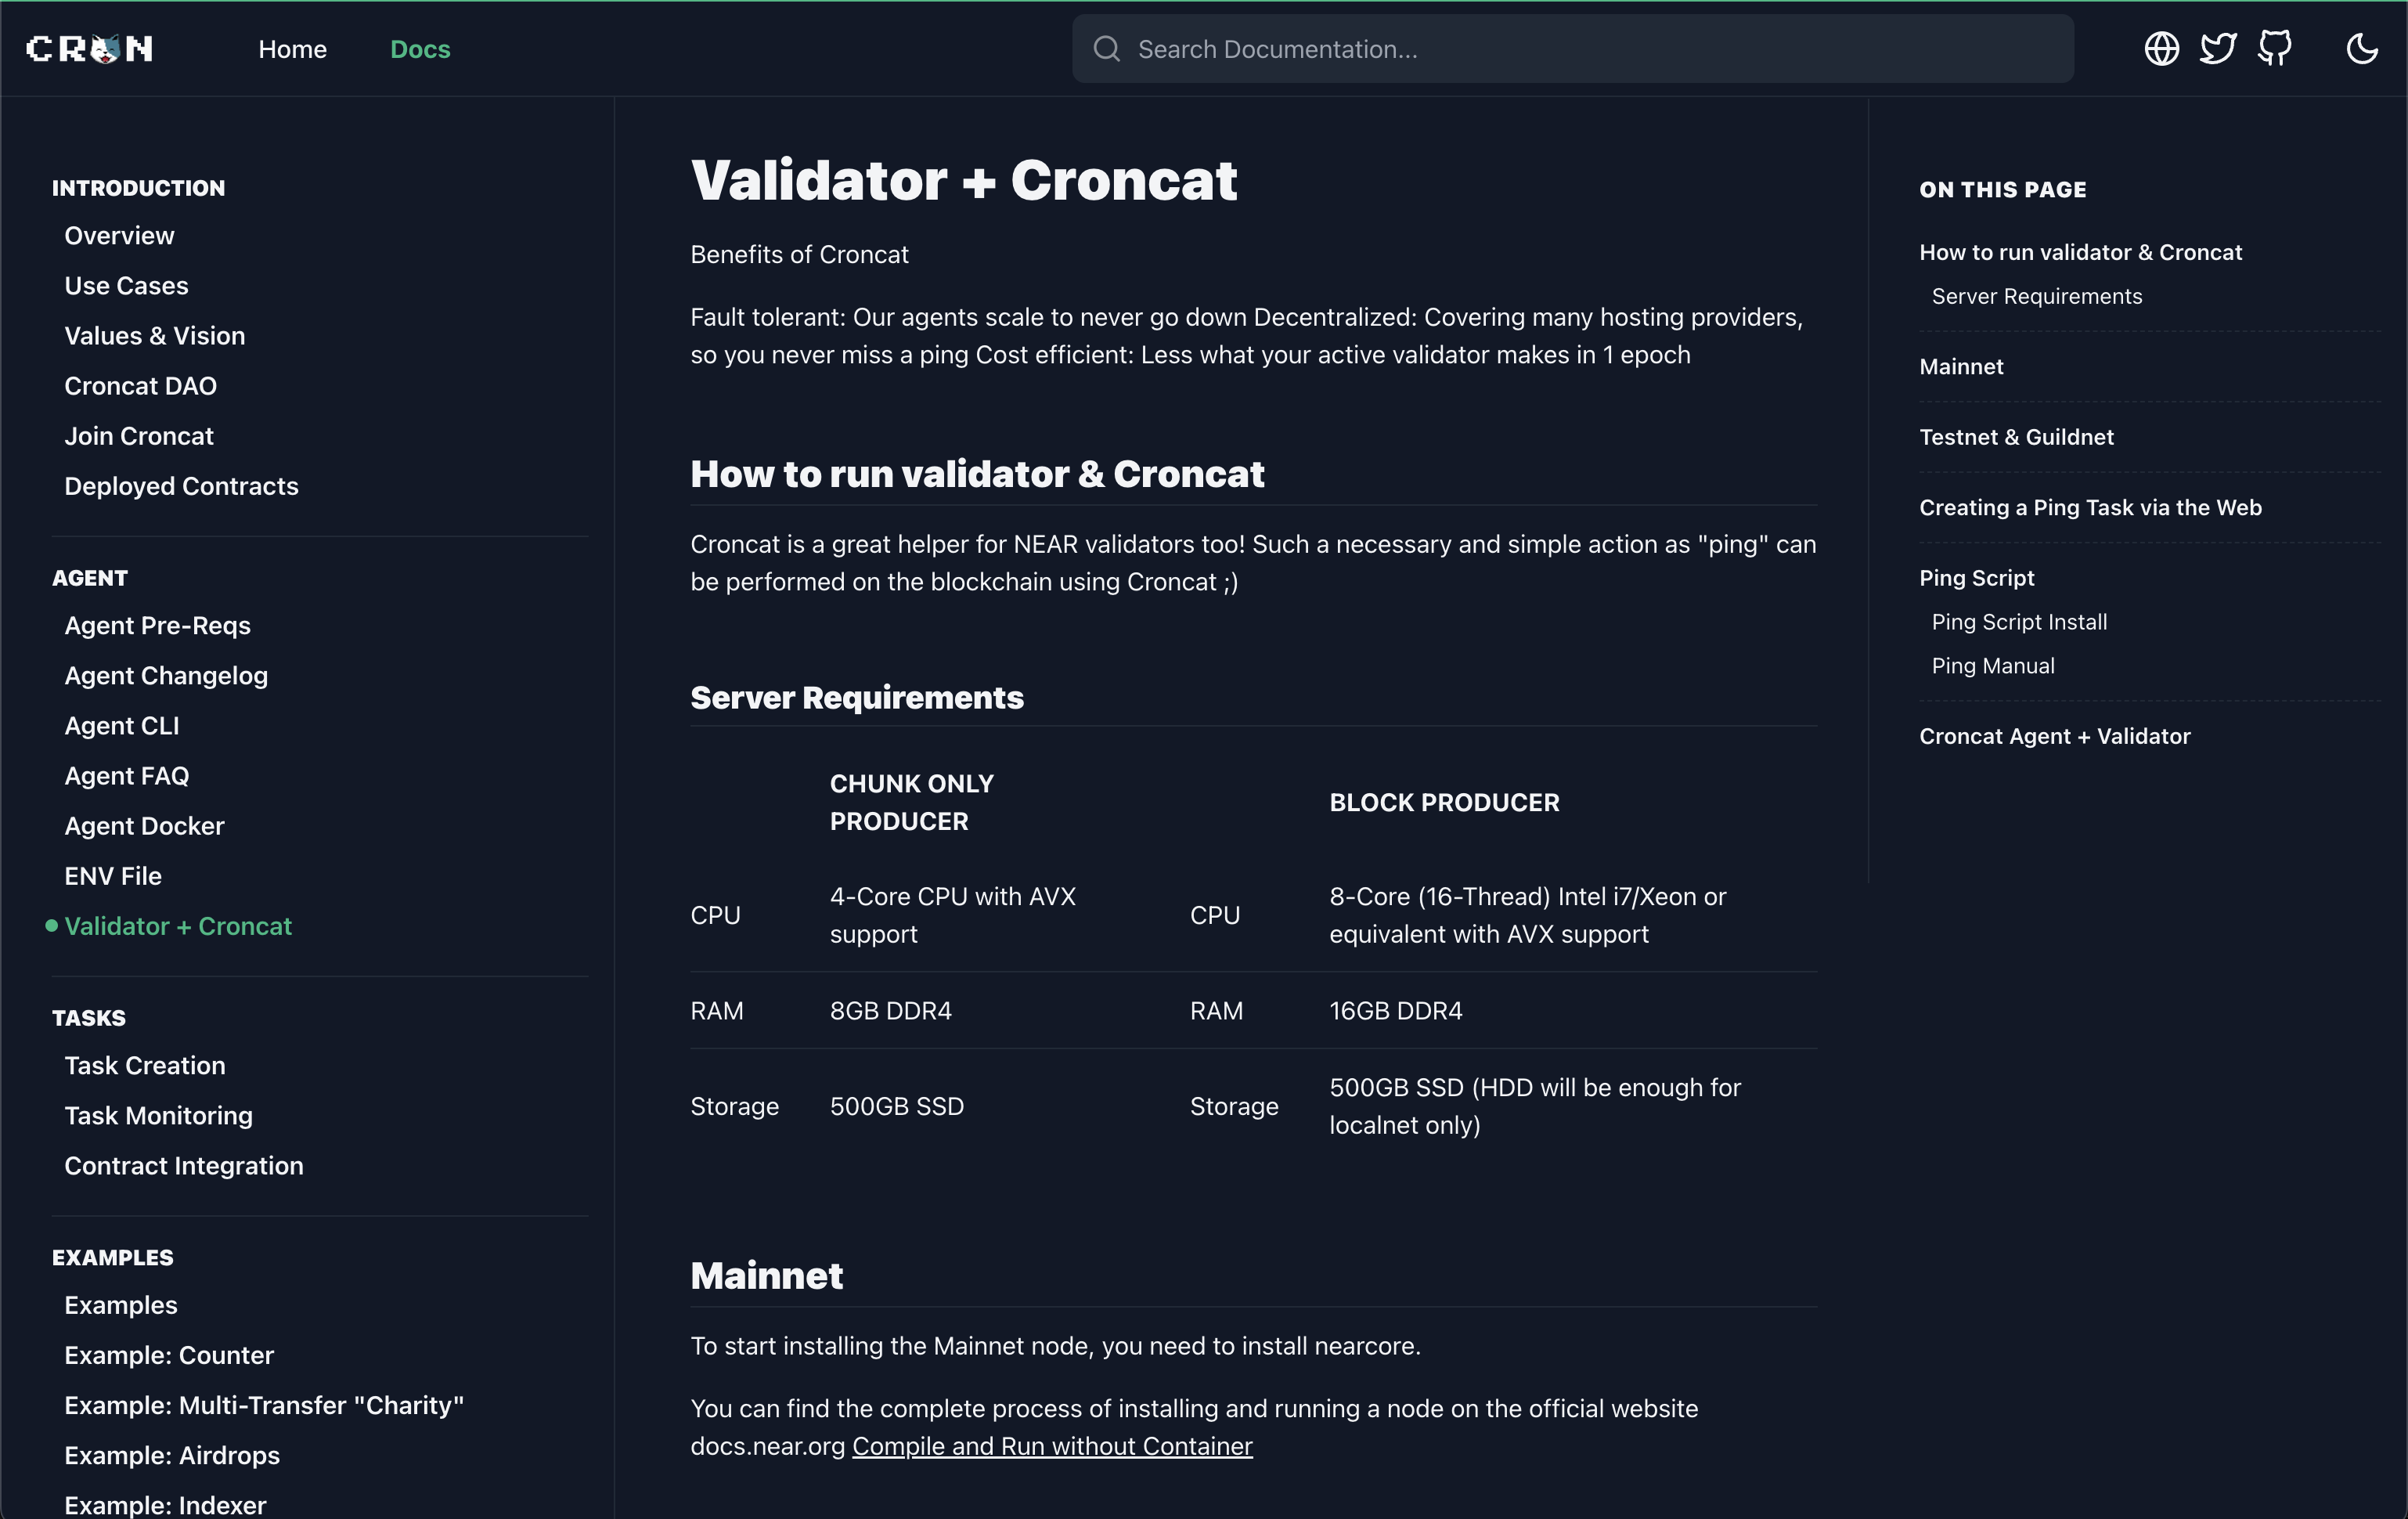 CRON
Home
Docs
Search Documentation...
INTRODUCTION
Overview
Use Cases
Values & Vision
Croncat DAO
Join Croncat
Deployed Contracts
AGENT
Agent Pre-Reqs
Agent Changelog
Agent CLI
Agent FAQ
Agent Docker
ENV File
Validator + Croncat
TASKS
Task Creation
Task Monitoring
Contract Integration
EXAMPLES
Examples
Example: Counter
Example: Multi-Transfer "Charity"
Example: Airdrops
Example: Indexer
Validator + Croncat
Benefits of Croncat
Fault tolerant: Our agents scale to never go down Decentralized: Covering many hosting providers,
so you never miss a ping Cost efficient: Less what your active validator makes in 1 epoch
How to run validator & Croncat
Croncat is a great helper for NEAR validators too! Such a necessary and simple action as "ping" can
be performed on the blockchain using Croncat ;)
Server Requirements
CHUNK ONLY
PRODUCER
BLOCK PRODUCER
CPU
4-Core CPU with AVX
support
CPU
8-Core (16-Thread) Intel i7/Xeon or
equivalent with AVX support
RAM
8GB DDR4
RAM
16GB DDR4
Storage
500GB SSD
Storage
500GB SSD (HDD will be enough for
localnet only)
Mainnet
To start installing the Mainnet node, you need to install nearcore.
You can find the complete process of installing and running a node on the official website
docs.near.org Compile and Run without Container
ON THIS PAGE
How to run validator & Croncat
Server Requirements
Mainnet
Testnet & Guildnet
Creating a Ping Task via the Web
Ping Script
Ping Script Install
Ping Manual
Croncat Agent + Validator